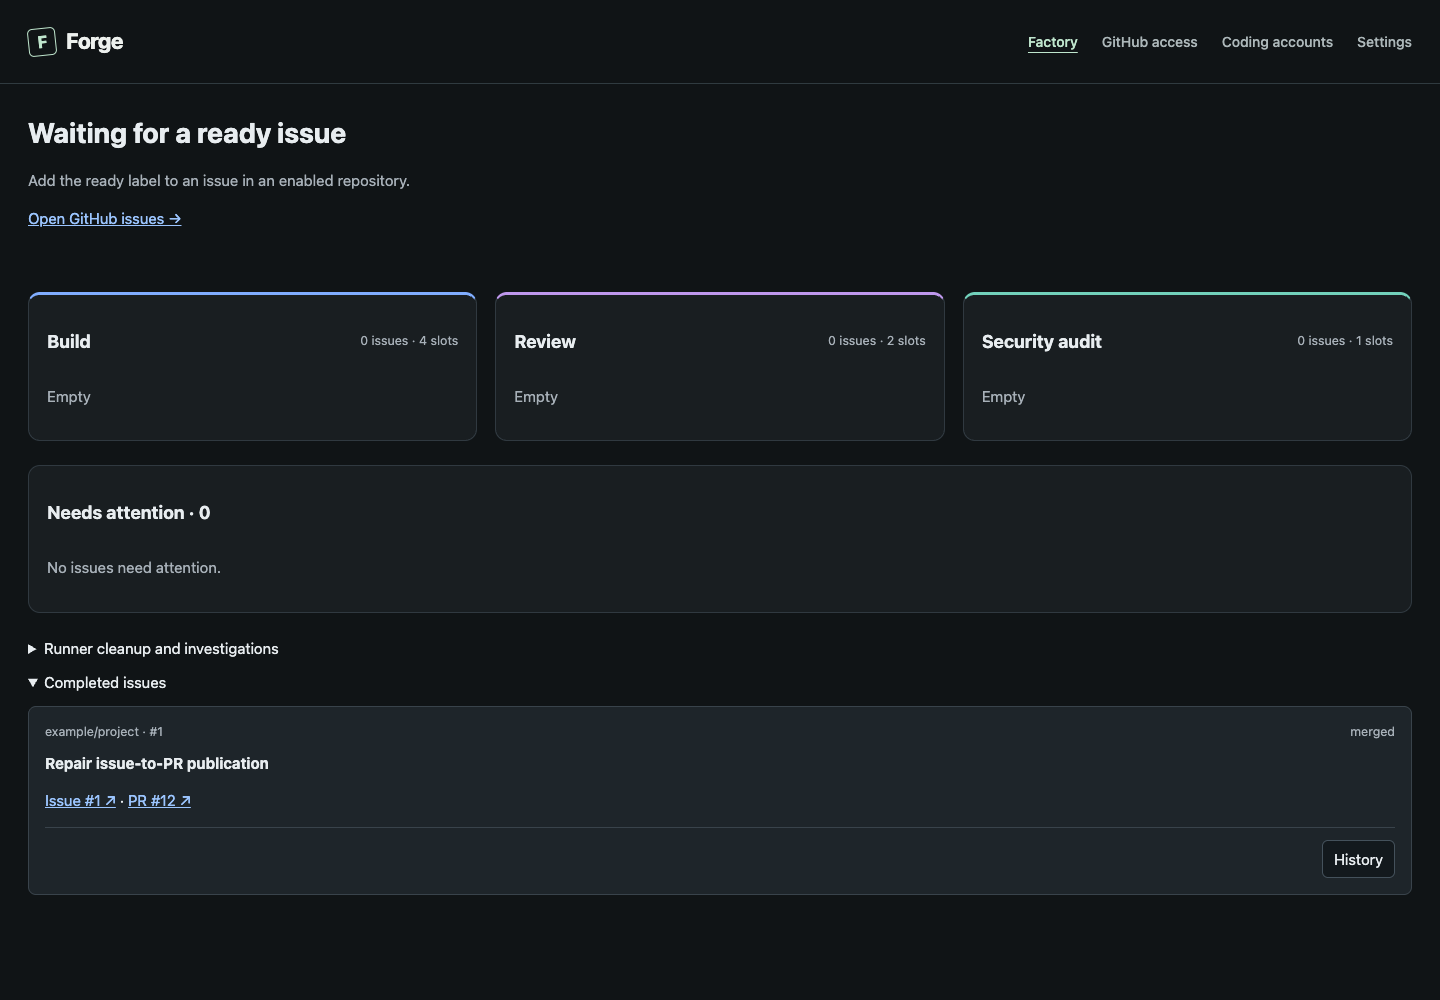 F Forge
Factory GitHub access Coding accounts Settings
Waiting for a ready issue
Add the ready label to an issue in an enabled repository.
Open GitHub issues →
Build 0 issues · 4 slots
Empty
Review 0 issues · 2 slots
Empty
Security audit 0 issues · 1 slots
Empty
Needs attention · 0
No issues need attention.
▶ Runner cleanup and investigations
▼ Completed issues
example/project · #1 merged
Repair issue-to-PR publication
Issue #1 ↗ · PR #12 ↗
History